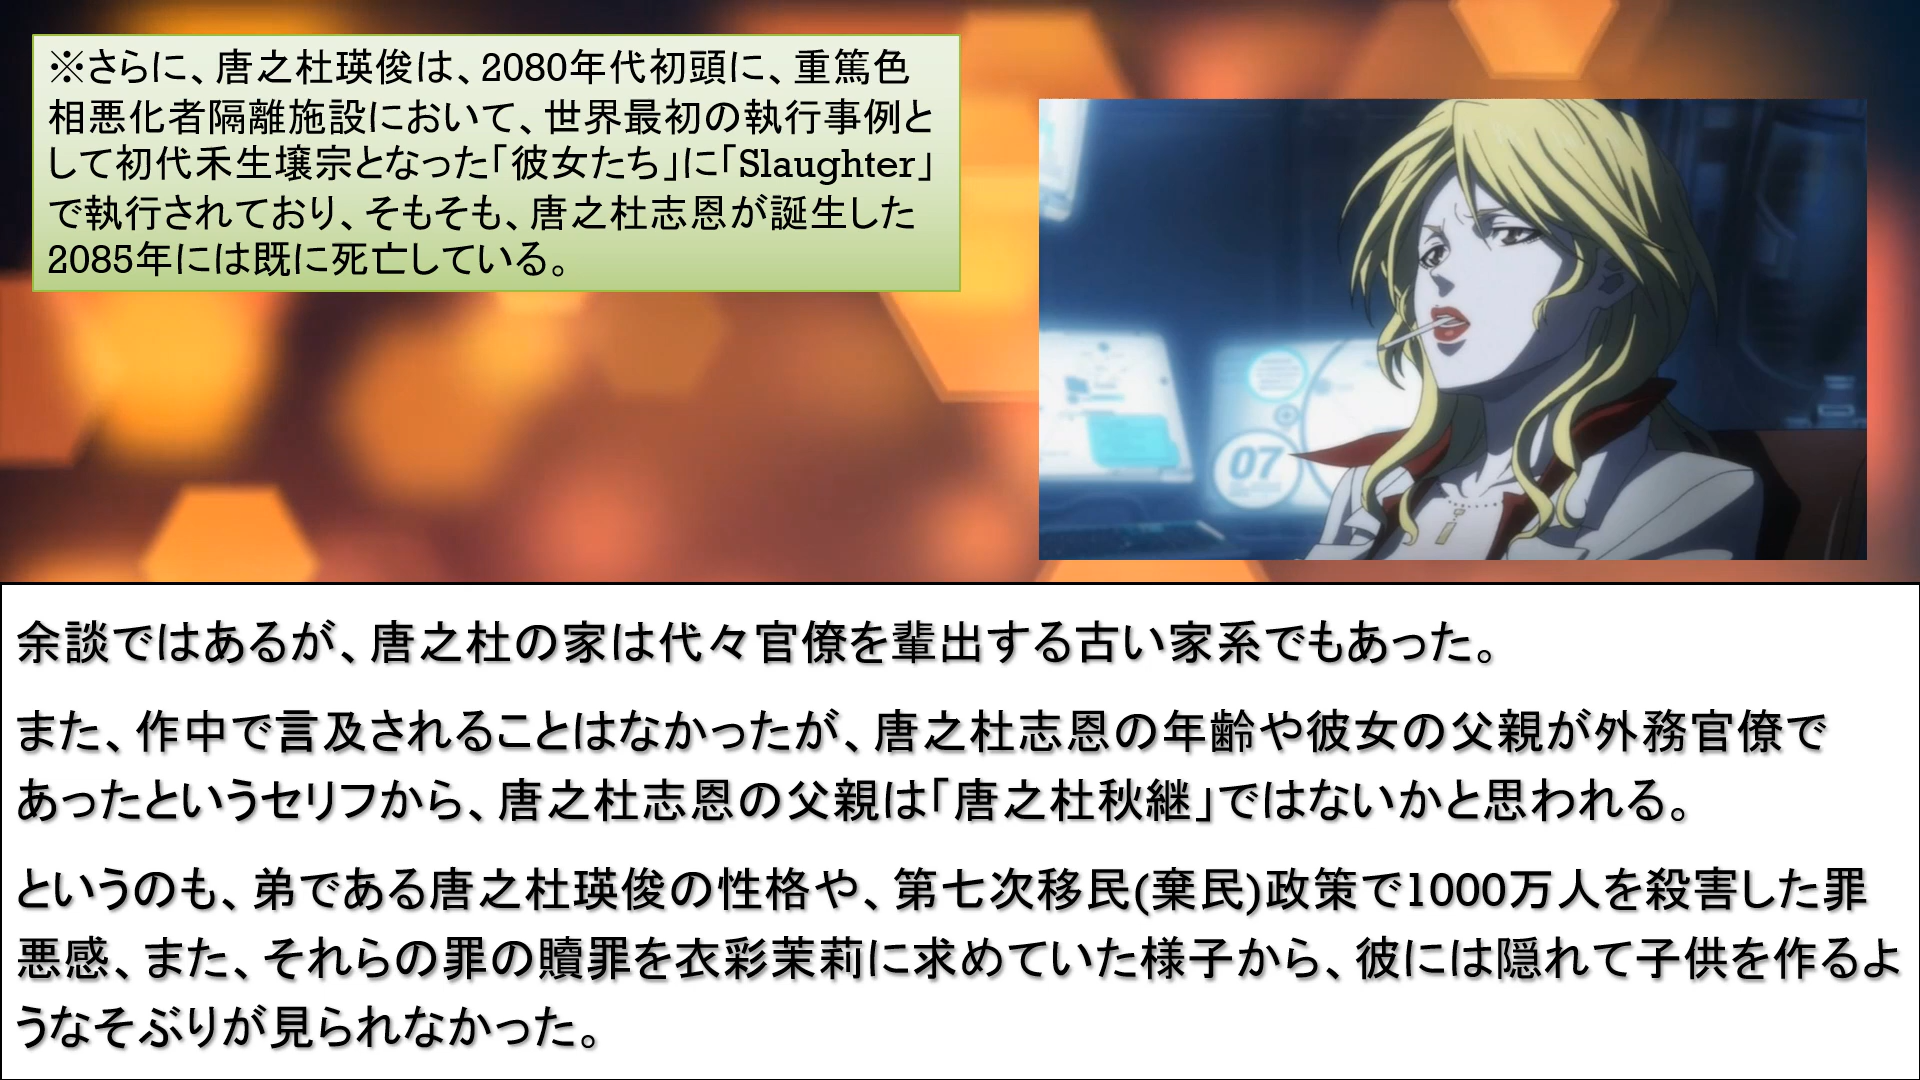 ※さらに、唐之杜瑛俊は、2080年代初頭に、重篤色
相悪化者隔離施設において、世界最初の執行事例と
して初代禾生壌宗となった「彼女たち」に「Slaughter」
で執行されており、そもそも、唐之杜志恩が誕生した
2085年には既に死亡している。
07
余談ではあるが、唐之杜の家は代々官僚を輩出する古い家系でもあった。
また、作中で言及されることはなかったが、唐之杜志恩の年齢や彼女の父親が外務官僚で
あったというセリフから、唐之杜志恩の父親は「唐之杜秋継」ではないかと思われる。
というのも、弟である唐之杜瑛俊の性格や、第七次移民(棄民)政策で1000万人を殺害した罪
悪感、また、それらの罪の贖罪を衣彩茉莉に求めていた様子から、彼には隠れて子供を作るよ
うなそぶりが見られなかった。